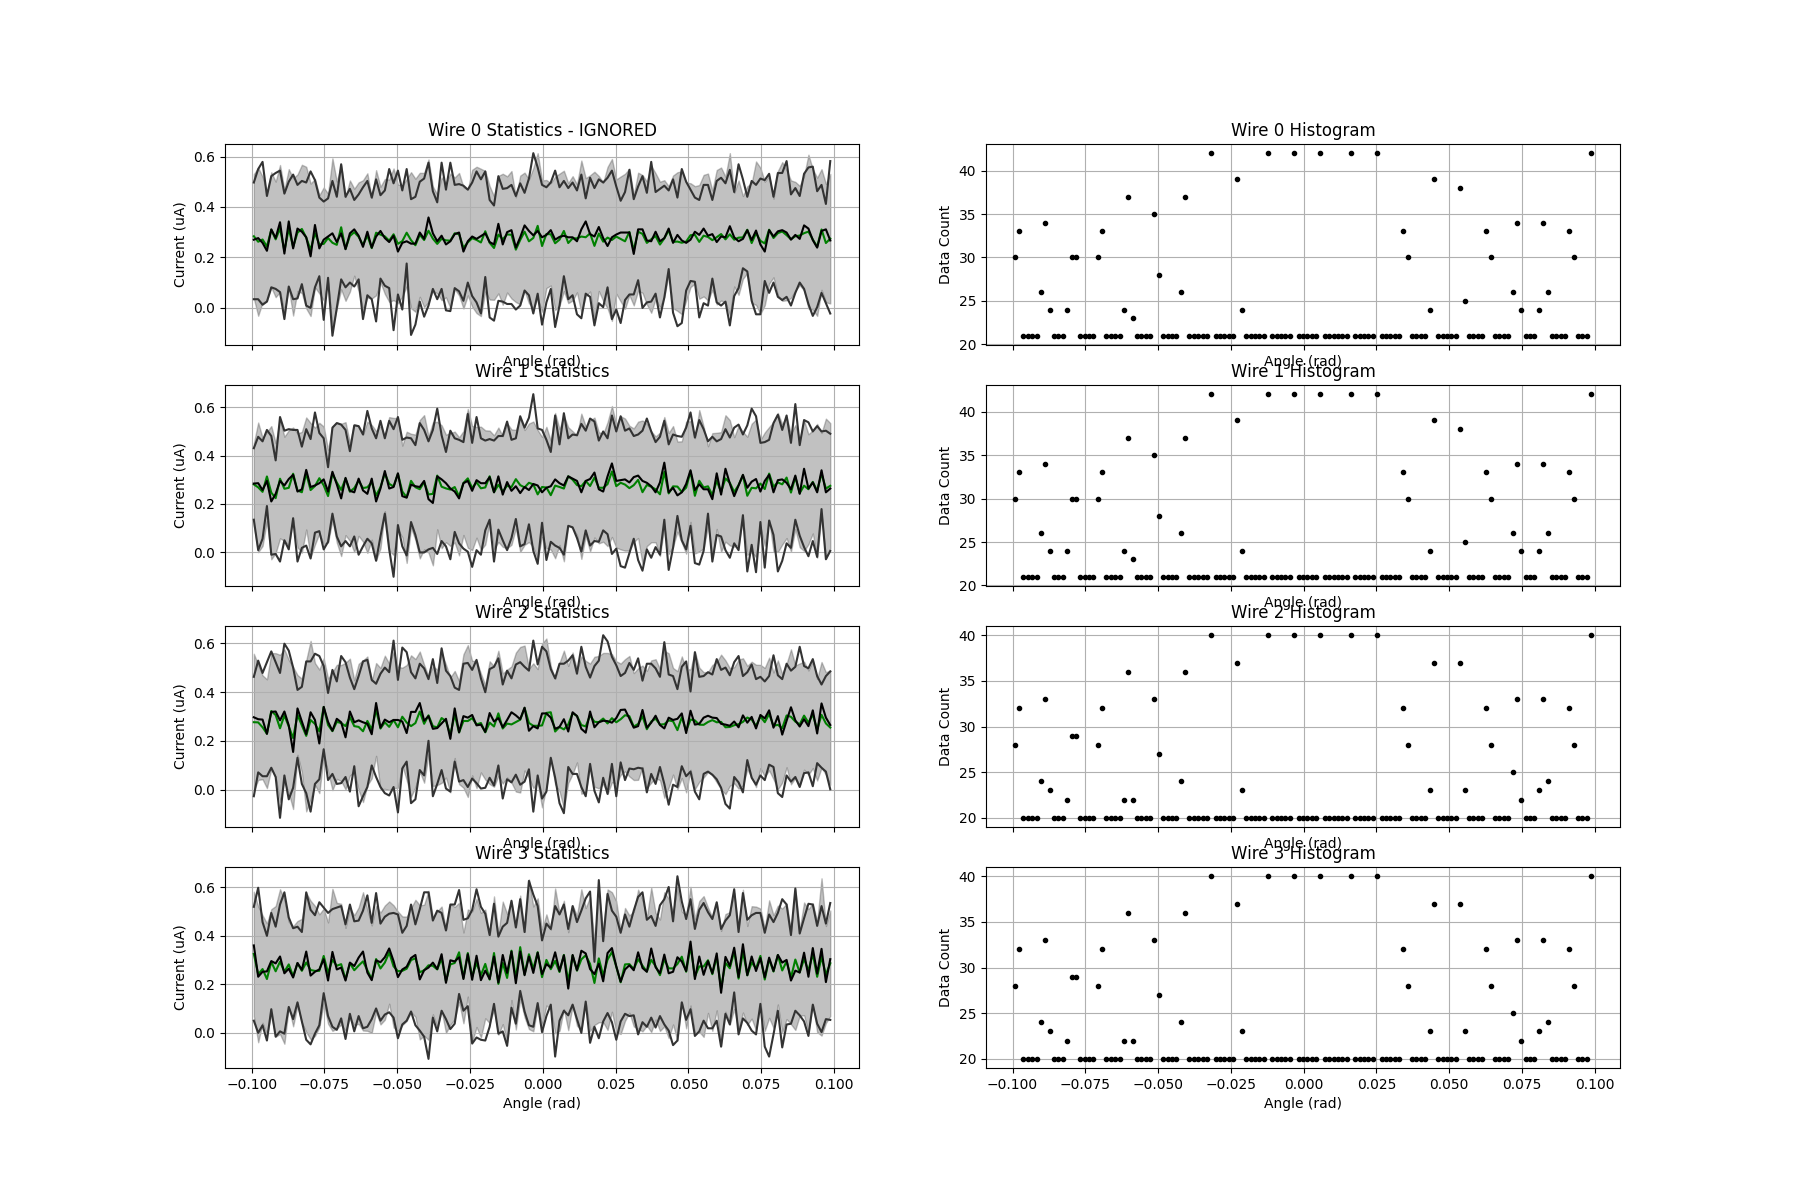 Wire 0 Statistics - IGNORED
Current (uA)
0.6
0.4
0.2
0.0
Angle (rad)
Wire 0 Histogram
Data Count
40
35
30
25
20
Angle (rad)
Wire 1 Statistics
Current (uA)
0.6
0.4
0.2
0.0
Angle (rad)
Wire 1 Histogram
Data Count
40
35
30
25
20
Angle (rad)
Wire 2 Statistics
Current (uA)
0.6
0.4
0.2
0.0
Angle (rad)
Wire 2 Histogram
Data Count
40
35
30
25
20
Angle (rad)
Wire 3 Statistics
Current (uA)
0.6
0.4
0.2
0.0
−0.100 −0.075 −0.050 −0.025 0.000 0.025 0.050 0.075 0.100
Angle (rad)
Wire 3 Histogram
Data Count
40
35
30
25
20
−0.100 −0.075 −0.050 −0.025 0.000 0.025 0.050 0.075 0.100
Angle (rad)